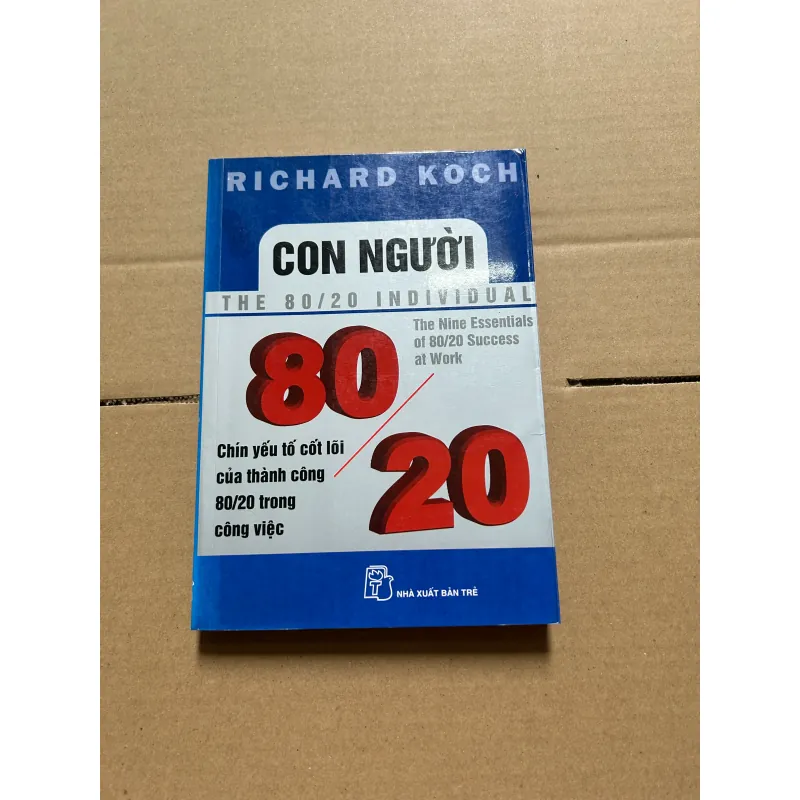 RICHARD KOCH
CON NGƯỜI
THE 80/20 INDIVIDUAL
The Nine Essentials
of 80/20 Success
at Work
80/20
Chín yếu tố cốt lõi
của thành công
80/20 trong
công việc
NHÀ XUẤT BẢN TRẺ